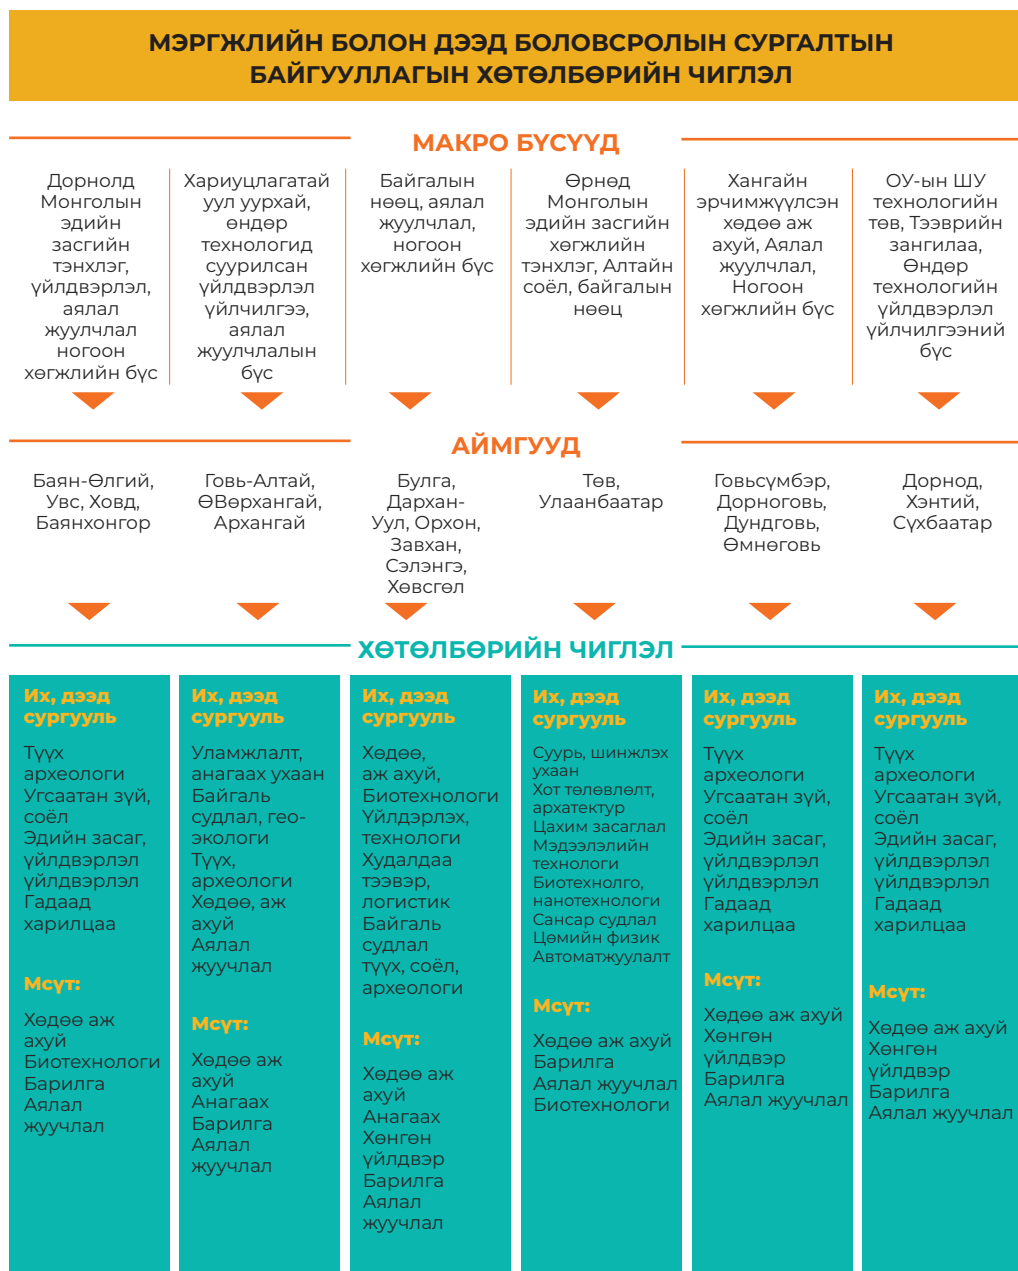 МЭРГЖЛИЙН БОЛОН ДЭЭД БОЛОВСРОЛЫН СУРГАЛТЫН
БАЙГУУЛЛАГЫН ХӨТӨЛБӨРИЙН ЧИГЛЭЛ
МАКРО БҮСҮҮД
Дорнолд
Монголын
эдийн
засгийн
тэнхлэг,
үйлдвэрлэл,
аялал
жуулчлал
ногоон
хөгжлийн бүс
Хариуцлагатай
уул уурхай,
өндөр
технологид
суурилсан
үйлдвэрлэл
үйлчилгээ,
аялал
жуулчлалын
бүс
Байгалын
нөөц, аялал
жуулчлал,
ногоон
хөгжлийн бүс
Өрнөд
Монголын
эдийн засгийн
хөгжлийн
тэнхлэг, Алтайн
соёл, байгалын
нөөц
Хангайн
эрчимжүүлсэн
хөдөө аж
ахуй, Аялал
жуулчлал,
Ногоон
хөгжлийн бүс
ОУ-ын ШУ
технологийн
төв, Тээврийн
зангилаа,
Өндөр
технологийн
үйлдвэрлэл
үйлчилгээний
бүс
АЙМГУУД
Баян-Өлгий,
Увс, Ховд,
Баянхонгор
Говь-Алтай,
ӨВөрхангай,
Архангай
Булга,
Дархан-
Уул, Орхон,
Завхан,
Сэлэнгэ,
Хөвсгөл
Төв,
Улаанбаатар
Говьсүмбэр,
Дорноговь,
Дундговь,
Өмнөговь
Дорнод,
Хэнтий,
Сүхбаатар
ХӨТӨЛБӨРИЙН ЧИГЛЭЛ
Их, дээд
сургууль
Түүх
археологи
Угсаатан зүй,
соёл
Эдийн засаг,
үйлдвэрлэл
үйлдвэрлэл
Гадаад
харилцаа
Мсүт:
Хөдөө аж
ахуй
Биотехнологи
Барилга
Аялал
жуучлал
Их, дээд
сургууль
Уламжлалт,
анагаах ухаан
Байгаль
судлал, гео-
экологи
Түүх,
археологи
Хөдөө, аж
ахуй
Аялал
жуучлал
Мсүт:
Хөдөө аж
ахуй
Анагаах
Барилга
Аялал
жуучлал
Их, дээд
сургууль
Хөдөө,
аж ахуй,
Биотехнологи
Үйлдэрлэх,
технологи
Худалдаа
тээвэр,
логистик
Байгаль
судлал
түүх, соёл,
археологи
Мсүт:
Хөдөө аж
ахуй
Анагаах
Хөнгөн
үйлдвэр
Барилга
Аялал
жуучлал
Их, дээд
сургууль
Суурь, шинжлэх
ухаан
Хот төлөвлөлт,
архатектур
Цахим засаглал
Мэдээлэлийн
технологи
Биотехнолго,
нанотехнологи
Сансар судлал
Цөмийн физик
Автоматжуулалт
Мсүт:
Хөдөө аж ахуй
Барилга
Аялал жуучлал
Биотехнологи
Их, дээд
сургууль
Түүх
археологи
Угсаатан зүй,
соёл
Эдийн засаг,
үйлдвэрлэл
үйлдвэрлэл
Гадаад
харилцаа
Мсүт:
Хөдөө аж ахуй
Хөнгөн
үйлдвэр
Барилга
Аялал жуучлал
Их, дээд
сургууль
Түүх
археологи
Угсаатан зүй,
соёл
Эдийн засаг,
үйлдвэрлэл
үйлдвэрлэл
Гадаад
харилцаа
Мсүт:
Хөдөө аж ахуй
Хөнгөн
үйлдвэр
Барилга
Аялал жуучлал